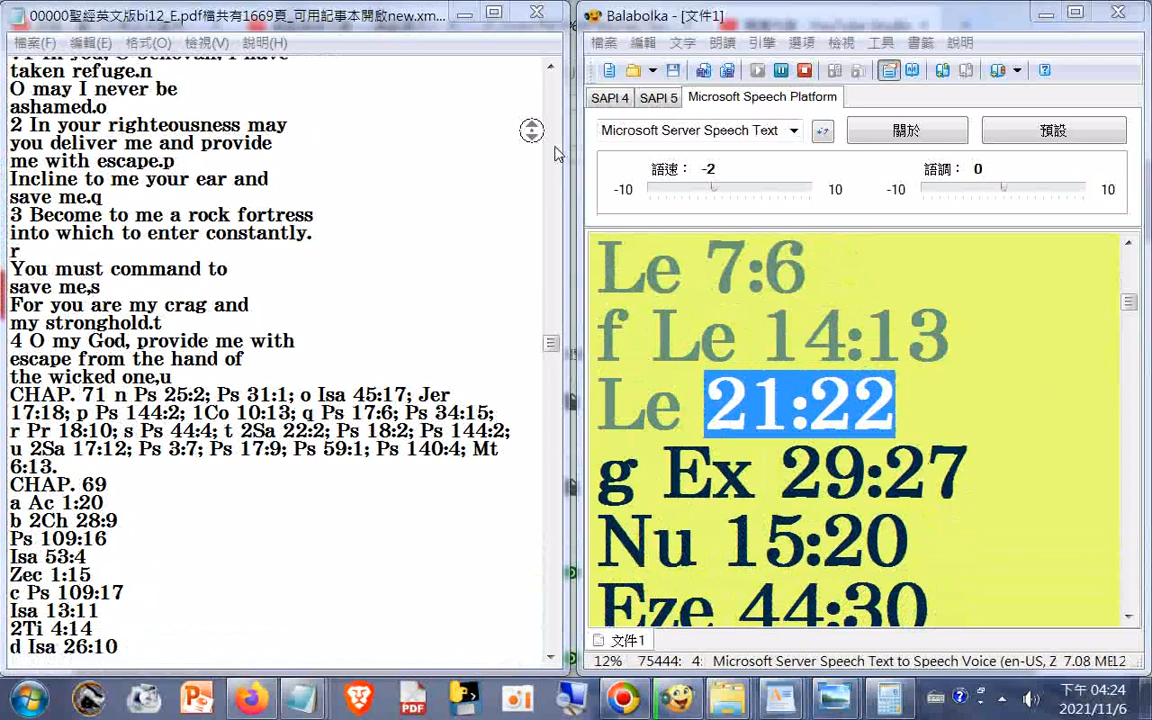 00000聖經英文版bi12_E.pdf檔共有1669頁_可用記事本開啟new.xm...
檔案(F) 編輯(E) 格式(O) 檢視(V) 說明(H)
71 In you, O Jehovah, I have
taken refuge.n
O may I never be
ashamed.o
2 In your righteousness may
you deliver me and provide
me with escape.p
Incline to me your ear and
save me.q
3 Become to me a rock fortress
into which to enter constantly.
r
You must command to
save me,s
For you are my crag and
my stronghold.t
4 O my God, provide me with
escape from the hand of
the wicked one,u
CHAP. 71 n Ps 25:2; Ps 31:1; o Isa 45:17; Jer
17:18; p Ps 144:2; 1Co 10:13; q Ps 17:6; Ps 34:15;
r Pr 18:10; s Ps 44:4; t 2Sa 22:2; Ps 18:2; Ps 144:2;
u 2Sa 17:12; Ps 3:7; Ps 17:9; Ps 59:1; Ps 140:4; Mt
6:13.
CHAP. 69
a Ac 1:20
b 2Ch 28:9
Ps 109:16
Isa 53:4
Zec 1:15
c Ps 109:17
Isa 13:11
2Ti 4:14
d Isa 26:10
Balabolka - [文件1]
檔案 編輯 文字 朗讀 引擎 選項 檢視 工具 書籤 說明
SAPI 4 SAPI 5 Microsoft Speech Platform
Microsoft Server Speech Text 關於 預設
語速: -2 語調: 0
-10 10 -10 10
Le 7:6
f Le 14:13
Le 21:22
g Ex 29:27
Nu 15:20
Eze 44:30
文件1
12% 75444: 4: Microsoft Server Speech Text to Speech Voice (en-US, Z 7.08 ME12
PDF
下午 04:24
2021/11/6